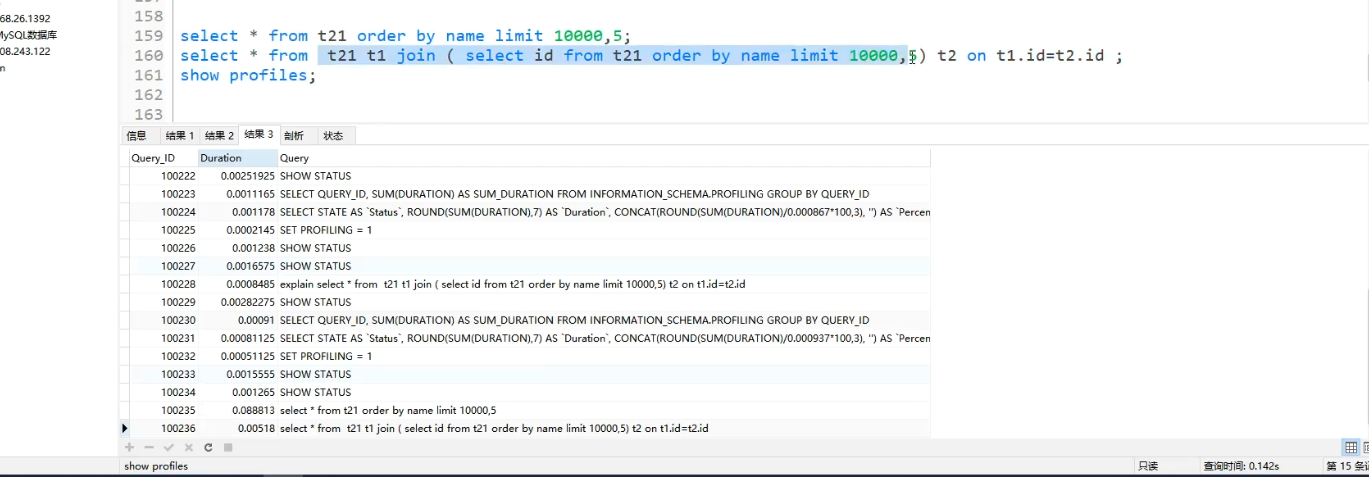 68.26.1392
MySQL数据库
08.243.122
158
159 select * from t21 order by name limit 10000,5;
160 select * from  t21 t1 join ( select id from t21 order by name limit 10000,5) t2 on t1.id=t2.id ;
161 show profiles;
162
163
信息 结果 1 结果 2 结果 3 剖析 状态
Query_ID Duration Query
100222 0.00251925 SHOW STATUS
100223 0.0011165 SELECT QUERY_ID, SUM(DURATION) AS SUM_DURATION FROM INFORMATION_SCHEMA.PROFILING GROUP BY QUERY_ID
100224 0.001178 SELECT STATE AS `Status`, ROUND(SUM(DURATION),7) AS `Duration`, CONCAT(ROUND(SUM(DURATION)/0.000867*100,3), '') AS `Percen
100225 0.0002145 SET PROFILING = 1
100226 0.001238 SHOW STATUS
100227 0.0016575 SHOW STATUS
100228 0.0008485 explain select * from  t21 t1 join ( select id from t21 order by name limit 10000,5) t2 on t1.id=t2.id
100229 0.00282275 SHOW STATUS
100230 0.00091 SELECT QUERY_ID, SUM(DURATION) AS SUM_DURATION FROM INFORMATION_SCHEMA.PROFILING GROUP BY QUERY_ID
100231 0.00081125 SELECT STATE AS `Status`, ROUND(SUM(DURATION),7) AS `Duration`, CONCAT(ROUND(SUM(DURATION)/0.000937*100,3), '') AS `Percen
100232 0.00051125 SET PROFILING = 1
100233 0.0015555 SHOW STATUS
100234 0.001265 SHOW STATUS
100235 0.088813 select * from t21 order by name limit 10000,5
100236 0.00518 select * from  t21 t1 join ( select id from t21 order by name limit 10000,5) t2 on t1.id=t2.id
show profiles 只读 查询时间: 0.142s 第 15 条